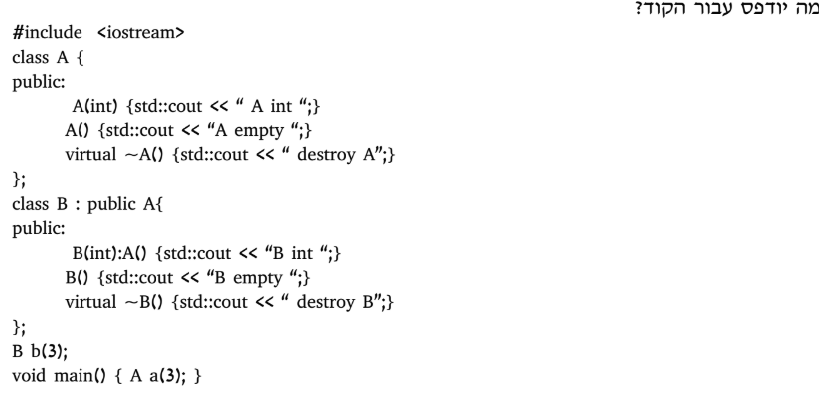 מה יודפס עבור הקוד?
#include <iostream>
class A {
public:
A(int) {std::cout << “ A int “;}
A() {std::cout << “A empty “;}
virtual ~A() {std::cout << “ destroy A”;}
};
class B : public A{
public:
B(int):A() {std::cout << “B int “;}
B() {std::cout << “B empty “;}
virtual ~B() {std::cout << “ destroy B”;}
};
B b(3);
void main() { A a(3); }